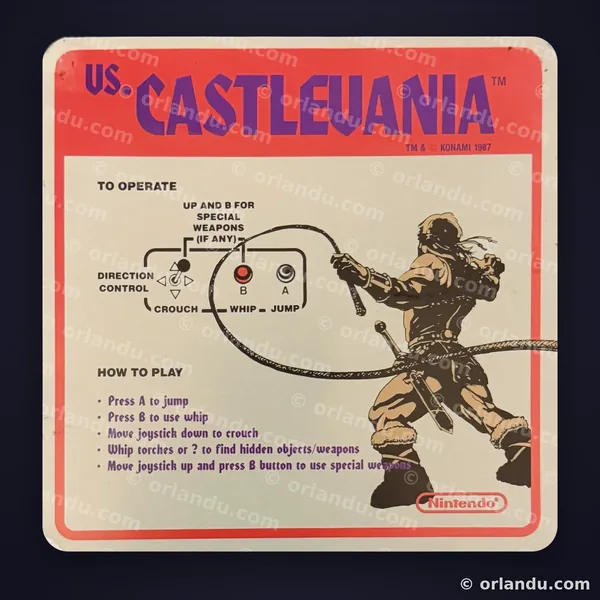 VS. CASTLEVANIA™
TM & © KONAMI 1987
TO OPERATE
UP AND B FOR
SPECIAL
WEAPONS
(IF ANY)
DIRECTION
CONTROL
B
A
CROUCH
WHIP
JUMP
HOW TO PLAY
• Press A to jump
• Press B to use whip
• Move joystick down to crouch
• Whip torches or ? to find hidden objects/weapons
• Move joystick up and press B button to use special weapons
Nintendo®
© orlandu.com